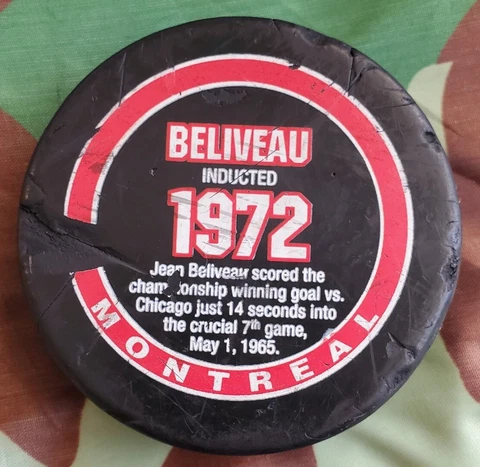 BELIVEAU
INDUCTED
1972
Jean Beliveau scored the
championship winning goal vs.
Chicago just 14 seconds into
the crucial 7th game,
May 1, 1965.
MONTREAL